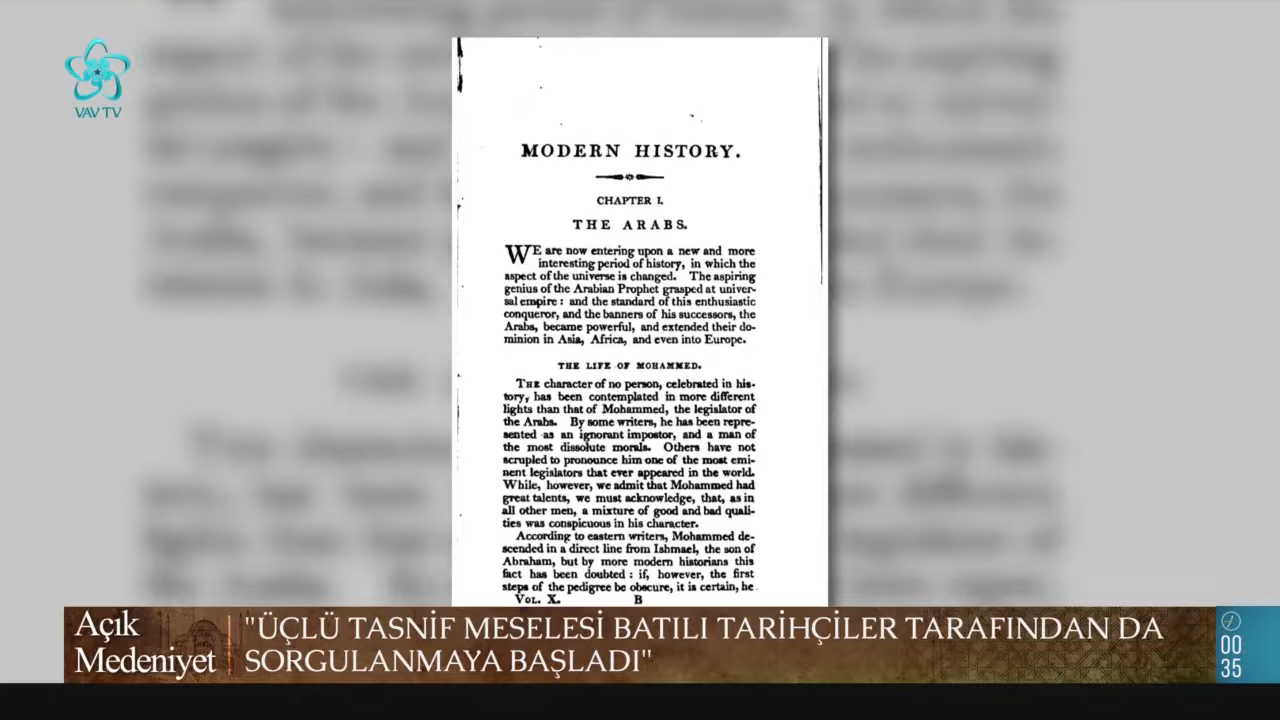 VAV TV
MODERN HISTORY.
CHAPTER I.
THE ARABS.
WE are now entering upon a new and more
interesting period of history, in which the
aspect of the universe is changed. The aspiring
genius of the Arabian Prophet grasped at univer-
sal empire : and the standard of this enthusiastic
conqueror, and the banners of his successors, the
Arabs, became powerful, and extended their do-
minion in Asia, Africa, and even into Europe.
THE LIFE OF MOHAMMED.
THE character of no person, celebrated in his-
tory, has been contemplated in more different
lights than that of Mohammed, the legislator of
the Arabs. By some writers, he has been repre-
sented as an ignorant impostor, and a man of
the most dissolute morals. Others have not
scrupled to pronounce him one of the most emi-
nent legislators that ever appeared in the world.
While, however, we admit that Mohammed had
great talents, we must acknowledge, that, as in
all other men, a mixture of good and bad quali-
ties was conspicuous in his character.
According to eastern writers, Mohammed de-
scended in a direct line from Ishmael, the son of
Abraham, but by more modern historians this
fact has been doubted : if, however, the first
steps of the pedigree be obscure, it is certain, he
VOL. X. B
Açık
Medeniyet
"ÜÇLÜ TASNİF MESELESİ BATILI TARİHÇİLER TARAFINDAN DA
SORGULANMAYA BAŞLADI"
00
35